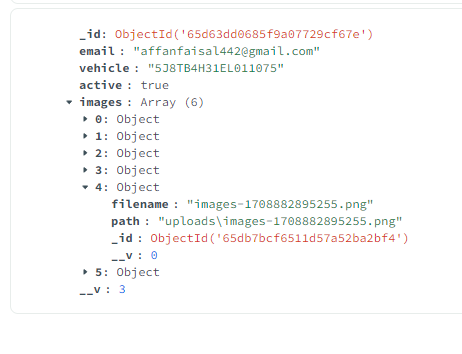 _id: ObjectId('65d63dd0685f9a07729cf67e')
email : "affanfaisal442@gmail.com"
vehicle : "5J8TB4H31EL011075"
active : true
images : Array (6)
0: Object
1: Object
2: Object
3: Object
4: Object
filename : "images-1708882895255.png"
path : "uploads\images-1708882895255.png"
_id : ObjectId('65db7bcf6511d57a52ba2bf4')
__v : 0
5: Object
__v : 3